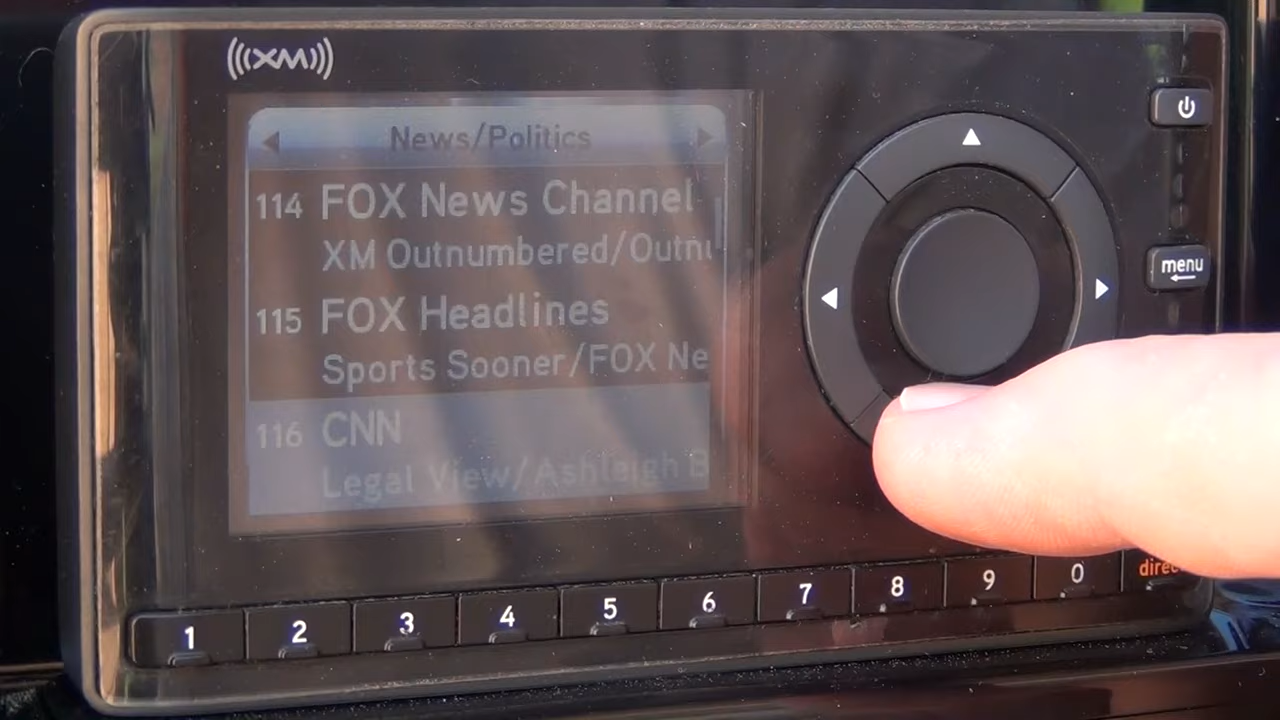 XM
News/Politics
114 FOX News Channel
XM Outnumbered/Outnu
115 FOX Headlines
Sports Sooner/FOX Ne
116 CNN
Legal View/Ashleigh B
menu
1 2 3 4 5 6 7 8 9 0 direc